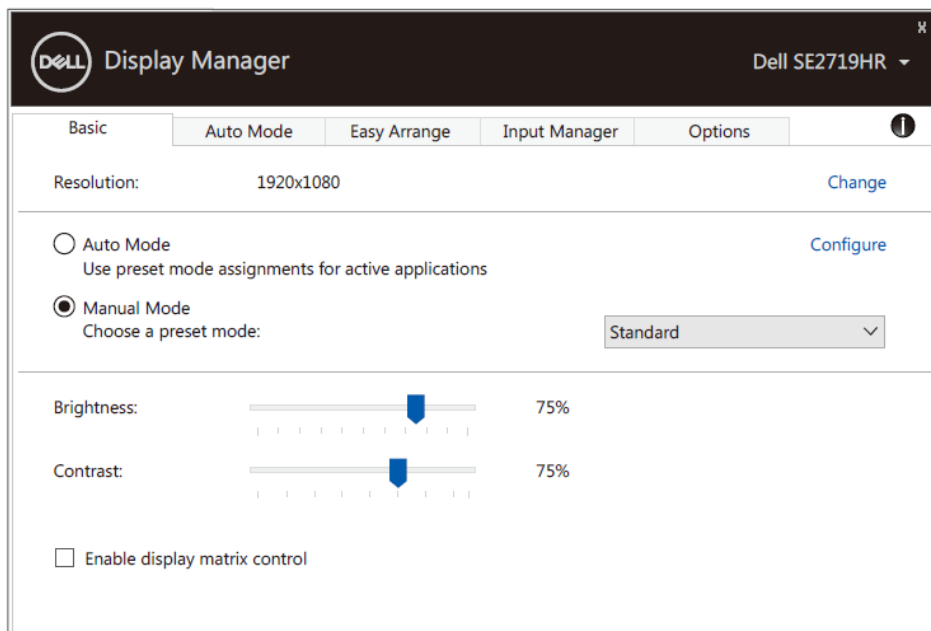 X
DELL Display Manager Dell SE2719HR
Basic Auto Mode Easy Arrange Input Manager Options i
Resolution: 1920x1080 Change
Auto Mode Configure
Use preset mode assignments for active applications
Manual Mode
Choose a preset mode: Standard
Brightness: 75%
Contrast: 75%
Enable display matrix control